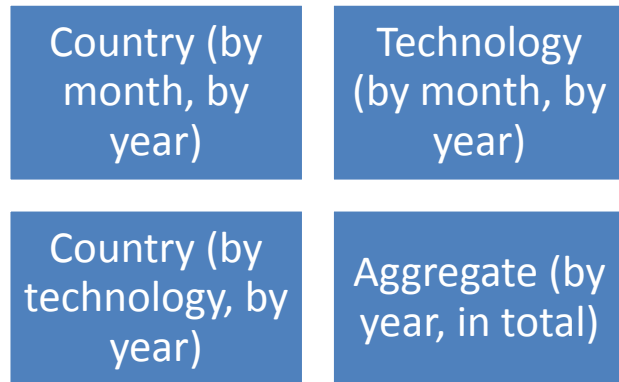 Country (by
month, by
year)
Technology
(by month, by
year)
Country (by
technology, by
year)
Aggregate (by
year, in total)